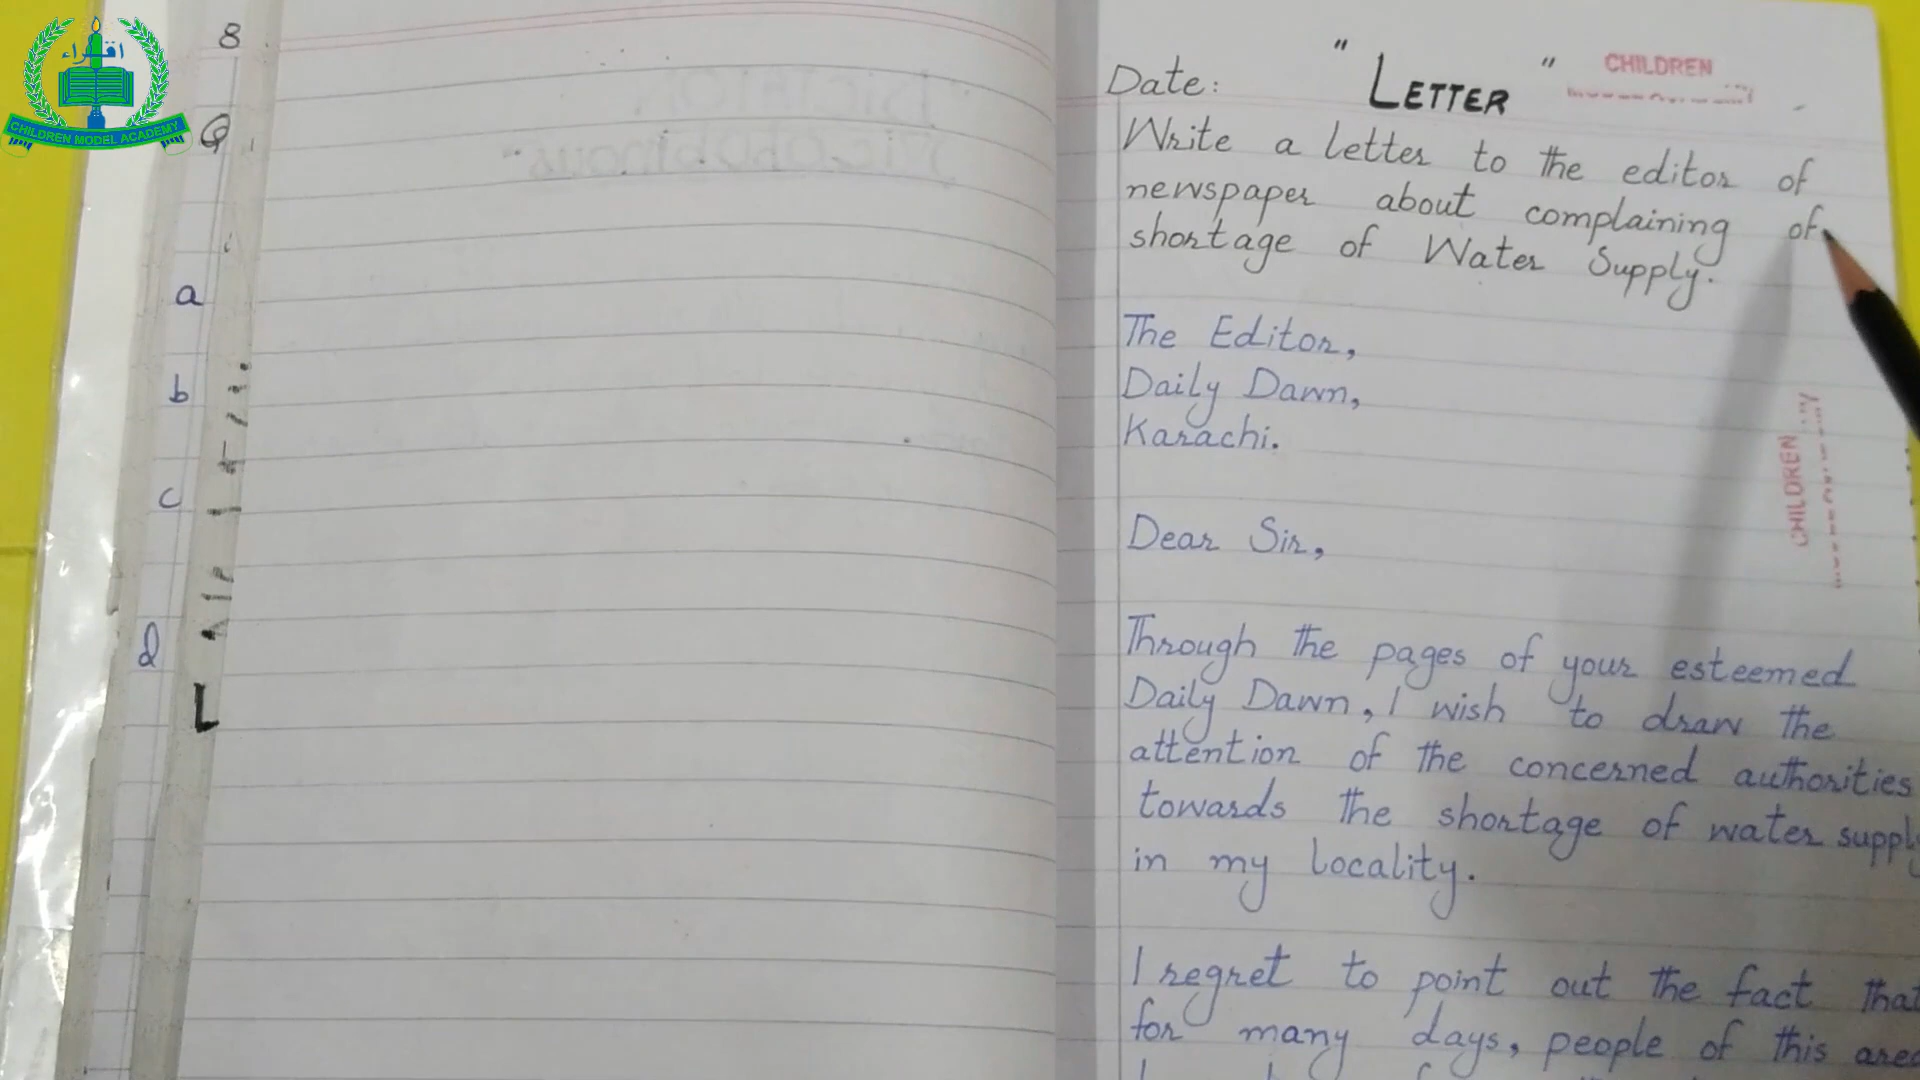 اقراء
CHILDREN MODEL ACADEMY
8
Q
a
b
c
d
Date: "LETTER"
CHILDREN
Write a letter to the editor of
newspaper about complaining of
shortage of Water Supply.
The Editor,
Daily Dawn,
Karachi.
CHILDREN
Dear Sir,
Through the pages of your esteemed
Daily Dawn, I wish to draw the
attention of the concerned authorities
towards the shortage of water supply
in my locality.
I regret to point out the fact that
for many days, people of this area